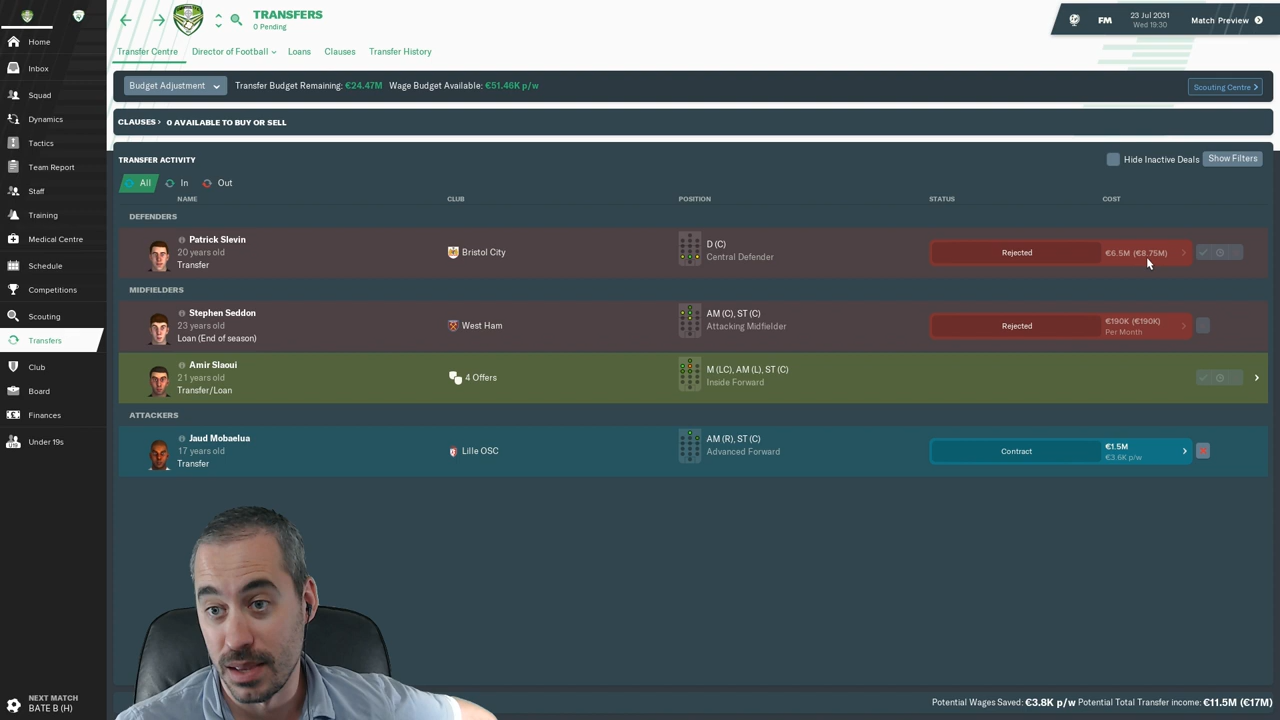 TRANSFERS
0 Pending
23 Jul 2031
Wed 19:30
FM
Match Preview
Home
Inbox
Squad
Dynamics
Tactics
Team Report
Staff
Training
Medical Centre
Schedule
Competitions
Scouting
Transfers
Club
Board
Finances
Under 19s
NEXT MATCH
BATE B (H)
Transfer Centre
Director of Football
Loans
Clauses
Transfer History
Budget Adjustment
Transfer Budget Remaining: €24.47M Wage Budget Available: €51.46K p/w
Scouting Centre
CLAUSES 0 AVAILABLE TO BUY OR SELL
TRANSFER ACTIVITY
Hide Inactive Deals
Show Filters
All
In
Out
NAME
CLUB
POSITION
STATUS
COST
DEFENDERS
Patrick Slevin
20 years old
Transfer
Bristol City
D (C)
Central Defender
Rejected
€6.5M (€8.75M)
MIDFIELDERS
Stephen Seddon
23 years old
Loan (End of season)
West Ham
AM (C), ST (C)
Attacking Midfielder
Rejected
€190K (€190K)
Per Month
Amir Slaoui
21 years old
Transfer/Loan
4 Offers
M (LC), AM (L), ST (C)
Inside Forward
ATTACKERS
Jaud Mobaelua
17 years old
Transfer
Lille OSC
AM (R), ST (C)
Advanced Forward
Contract
€1.5M
€3.6K p/w
Potential Wages Saved: €3.8K p/w Potential Total Transfer income: €11.5M (€17M)